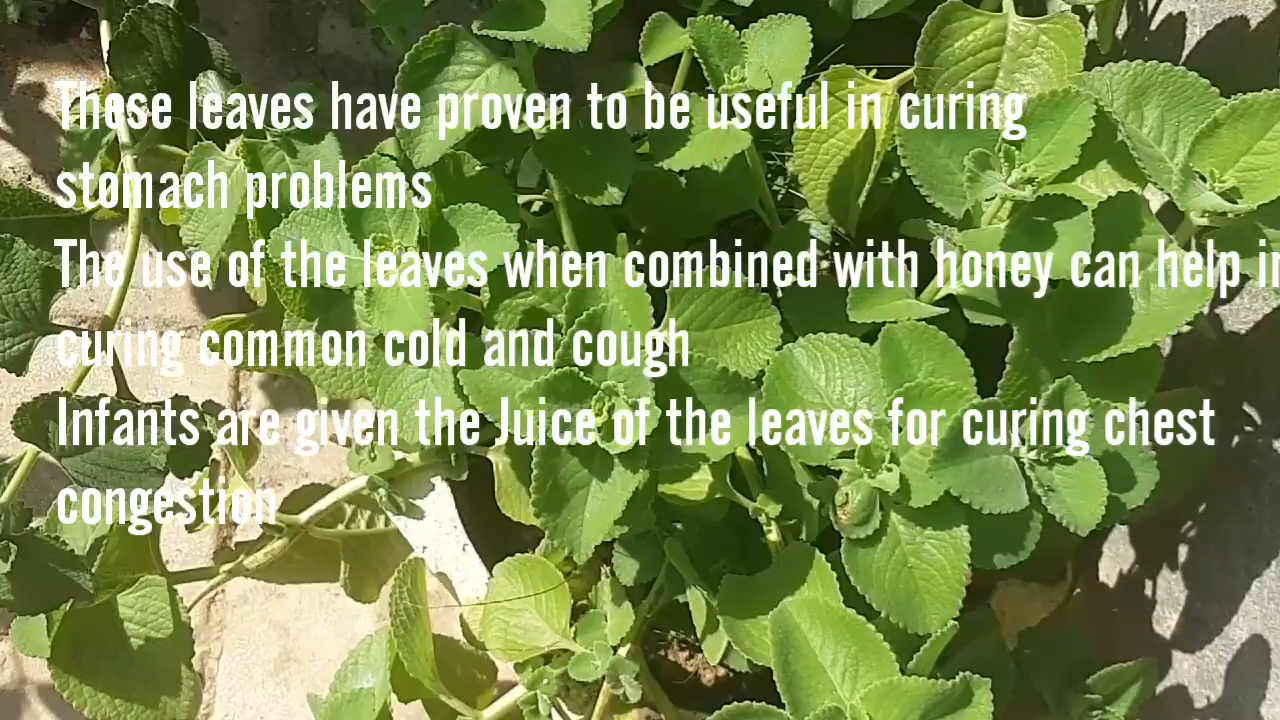 These leaves have proven to be useful in curing
stomach problems
The use of the leaves when combined with honey can help in
curing common cold and cough
Infants are given the Juice of the leaves for curing chest
congestion